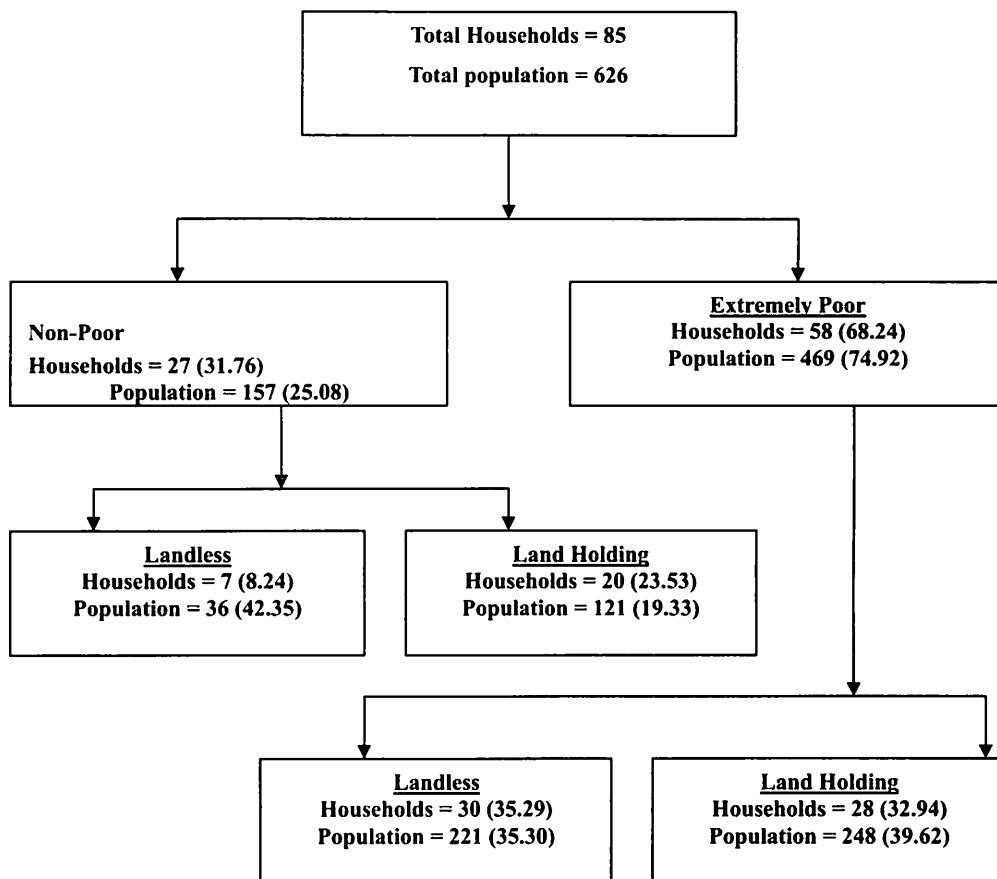 Total Households = 85
Total population = 626
Non-Poor
Households = 27 (31.76)
Population = 157 (25.08)
Extremely Poor
Households = 58 (68.24)
Population = 469 (74.92)
Landless
Households = 7 (8.24)
Population = 36 (42.35)
Land Holding
Households = 20 (23.53)
Population = 121 (19.33)
Landless
Households = 30 (35.29)
Population = 221 (35.30)
Land Holding
Households = 28 (32.94)
Population = 248 (39.62)